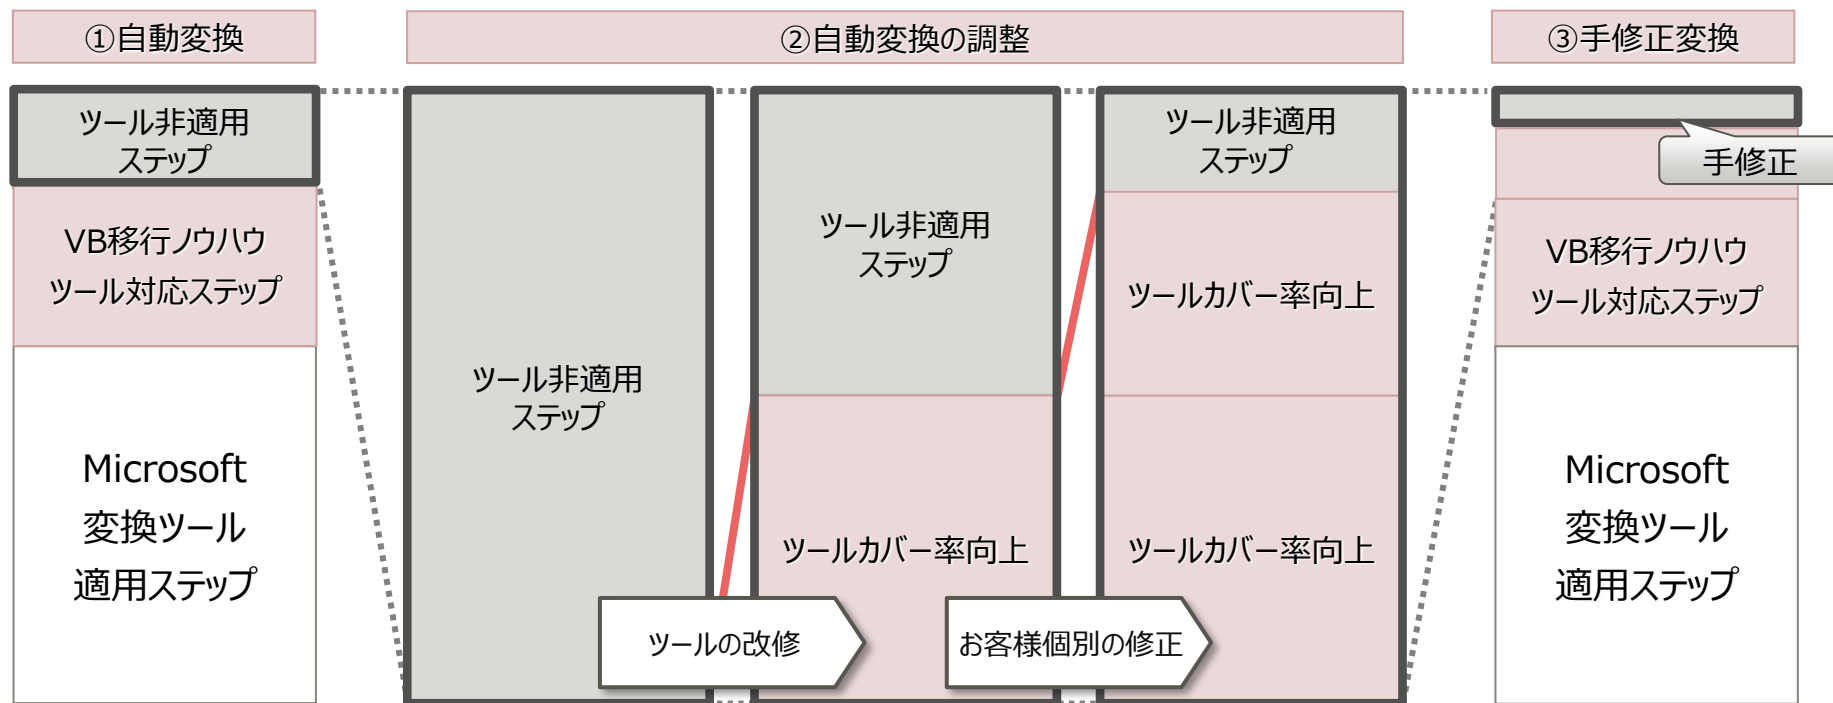 ①自動変換
②自動変換の調整
③手修正変換
ツール非適用
ステップ
VB移行ノウハウ
ツール対応ステップ
Microsoft
変換ツール
適用ステップ
ツール非適用
ステップ
ツール非適用
ステップ
ツールカバー率向上
ツール非適用
ステップ
ツールカバー率向上
ツールカバー率向上
ツールの改修
お客様個別の修正
手修正
VB移行ノウハウ
ツール対応ステップ
Microsoft
変換ツール
適用ステップ